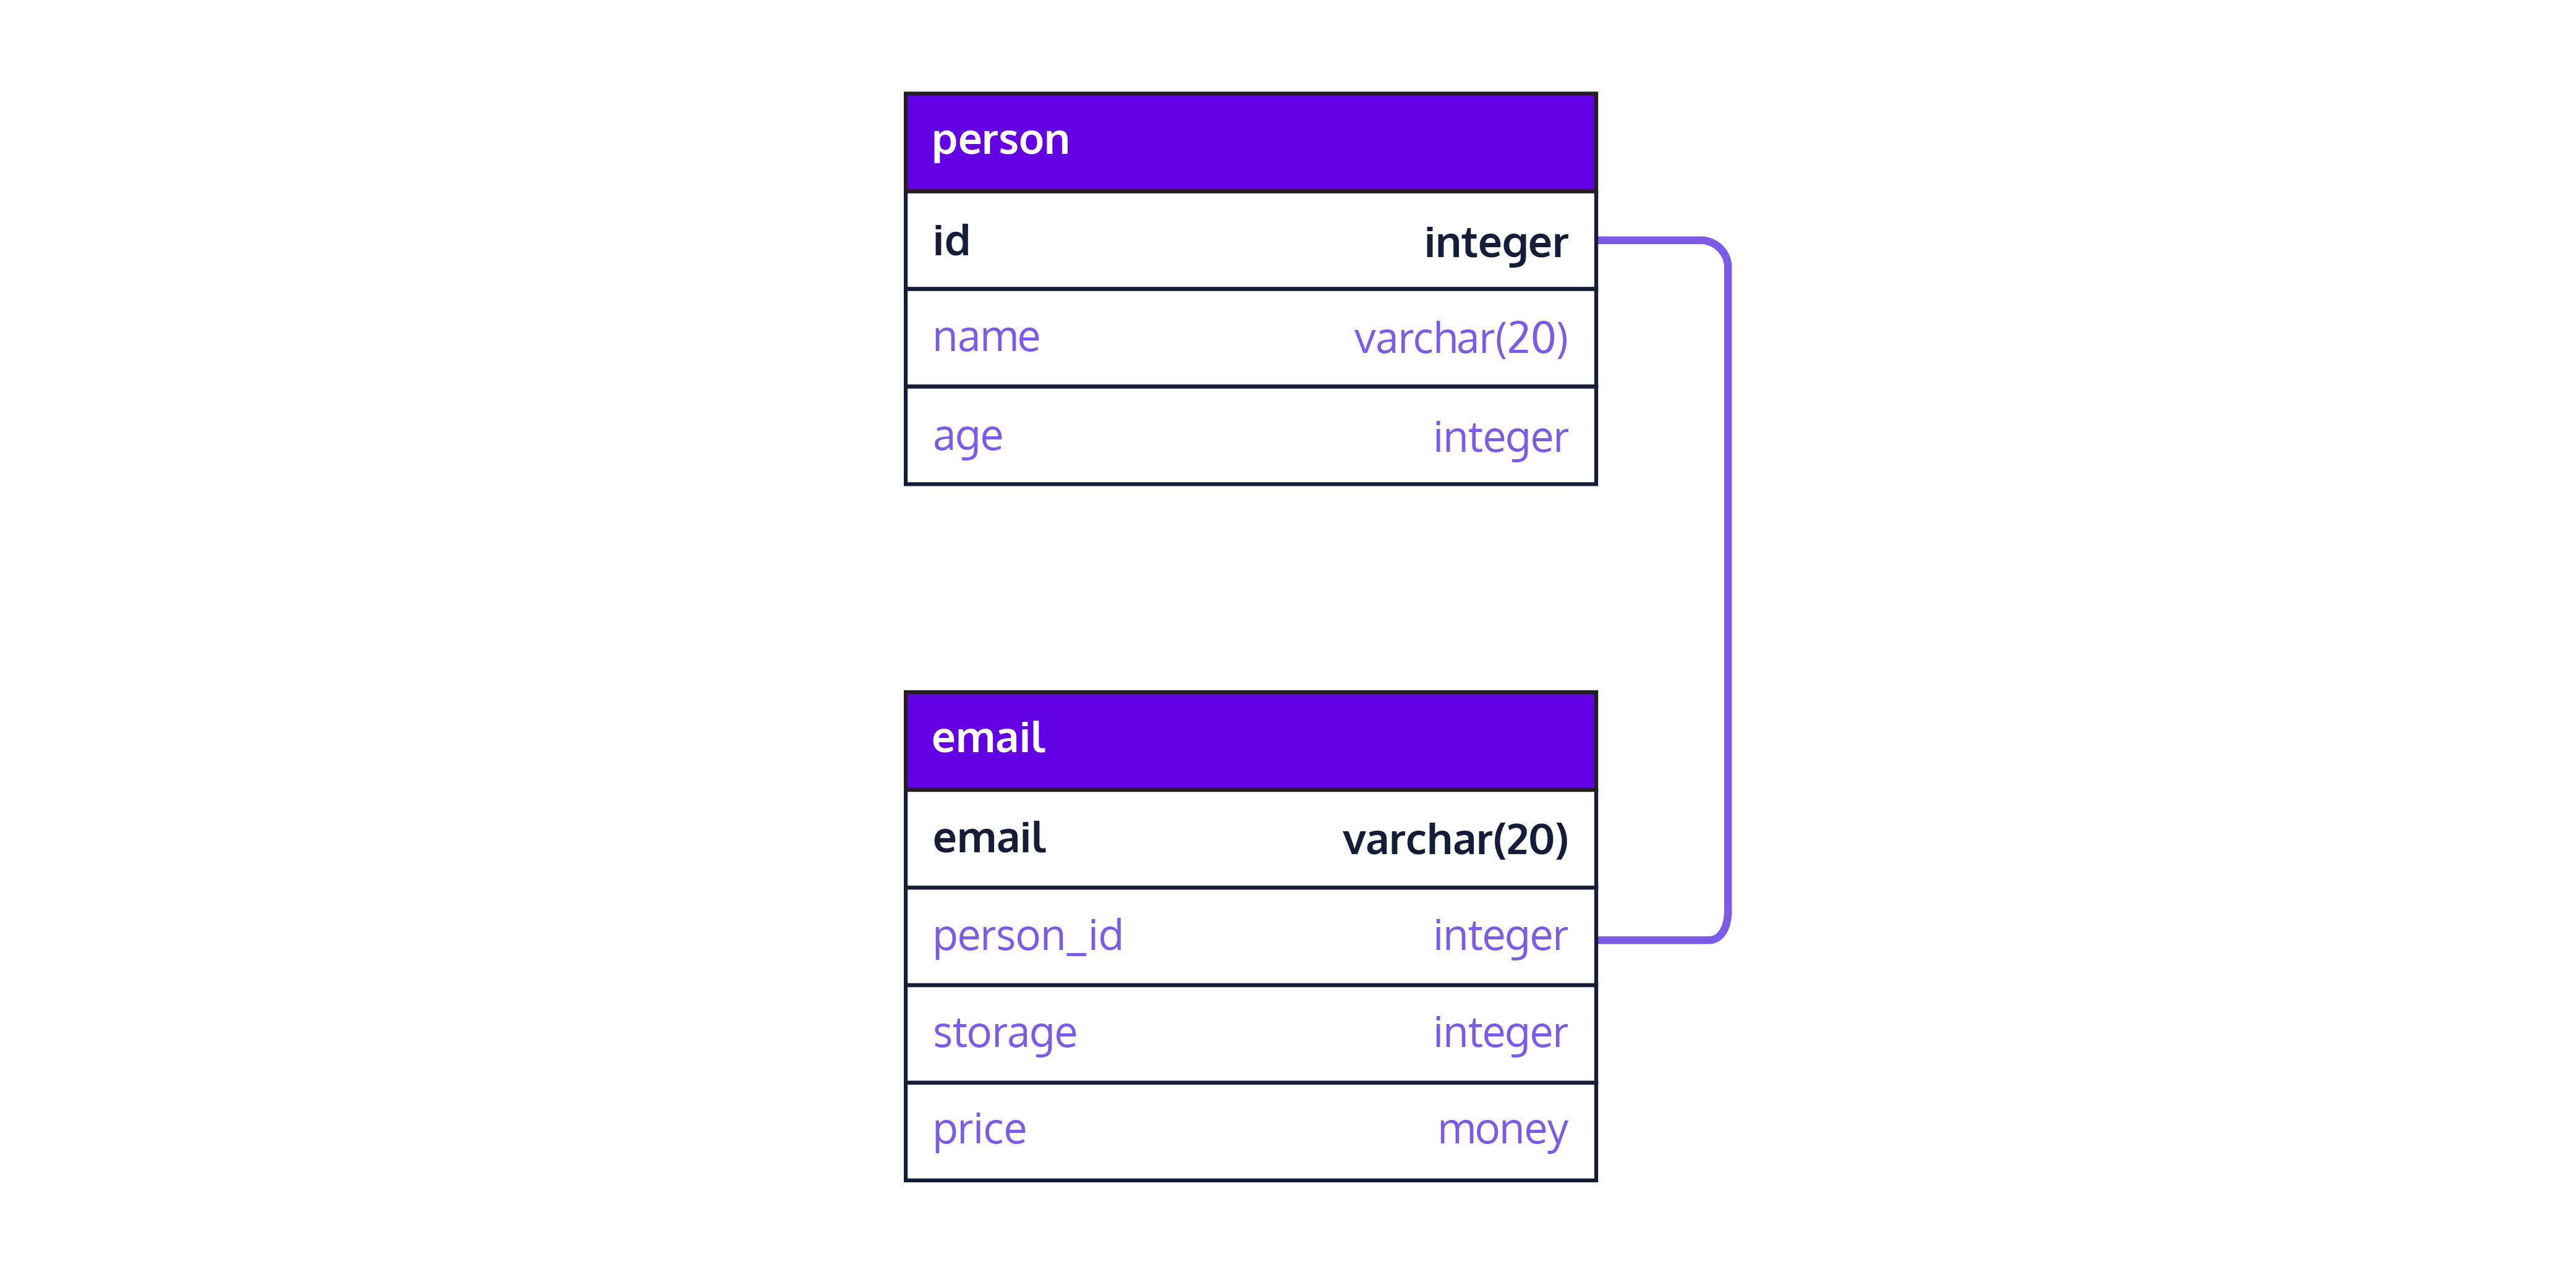 person
id integer
name varchar(20)
age integer
email
email varchar(20)
person_id integer
storage integer
price money